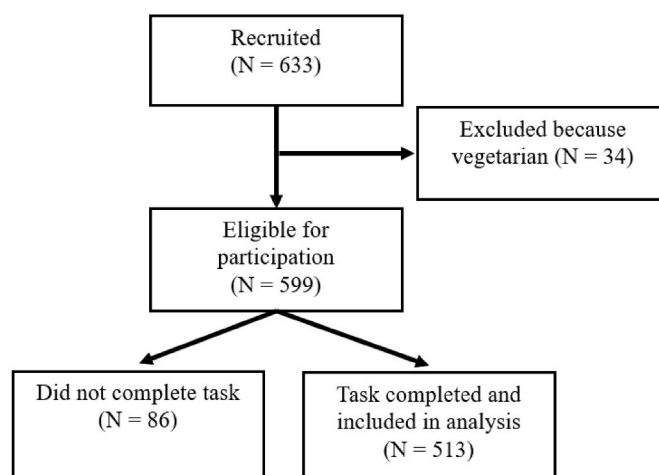 Recruited
(N = 633)
Excluded because
vegetarian (N = 34)
Eligible for
participation
(N = 599)
Did not complete task
(N = 86)
Task completed and
included in analysis
(N = 513)